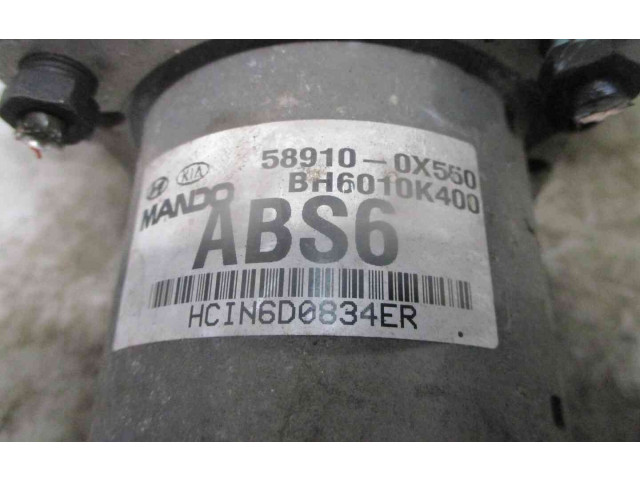 58910-0X550
KIA
BH6010K400
MANDO
ABS6
HCIN6D0834ER